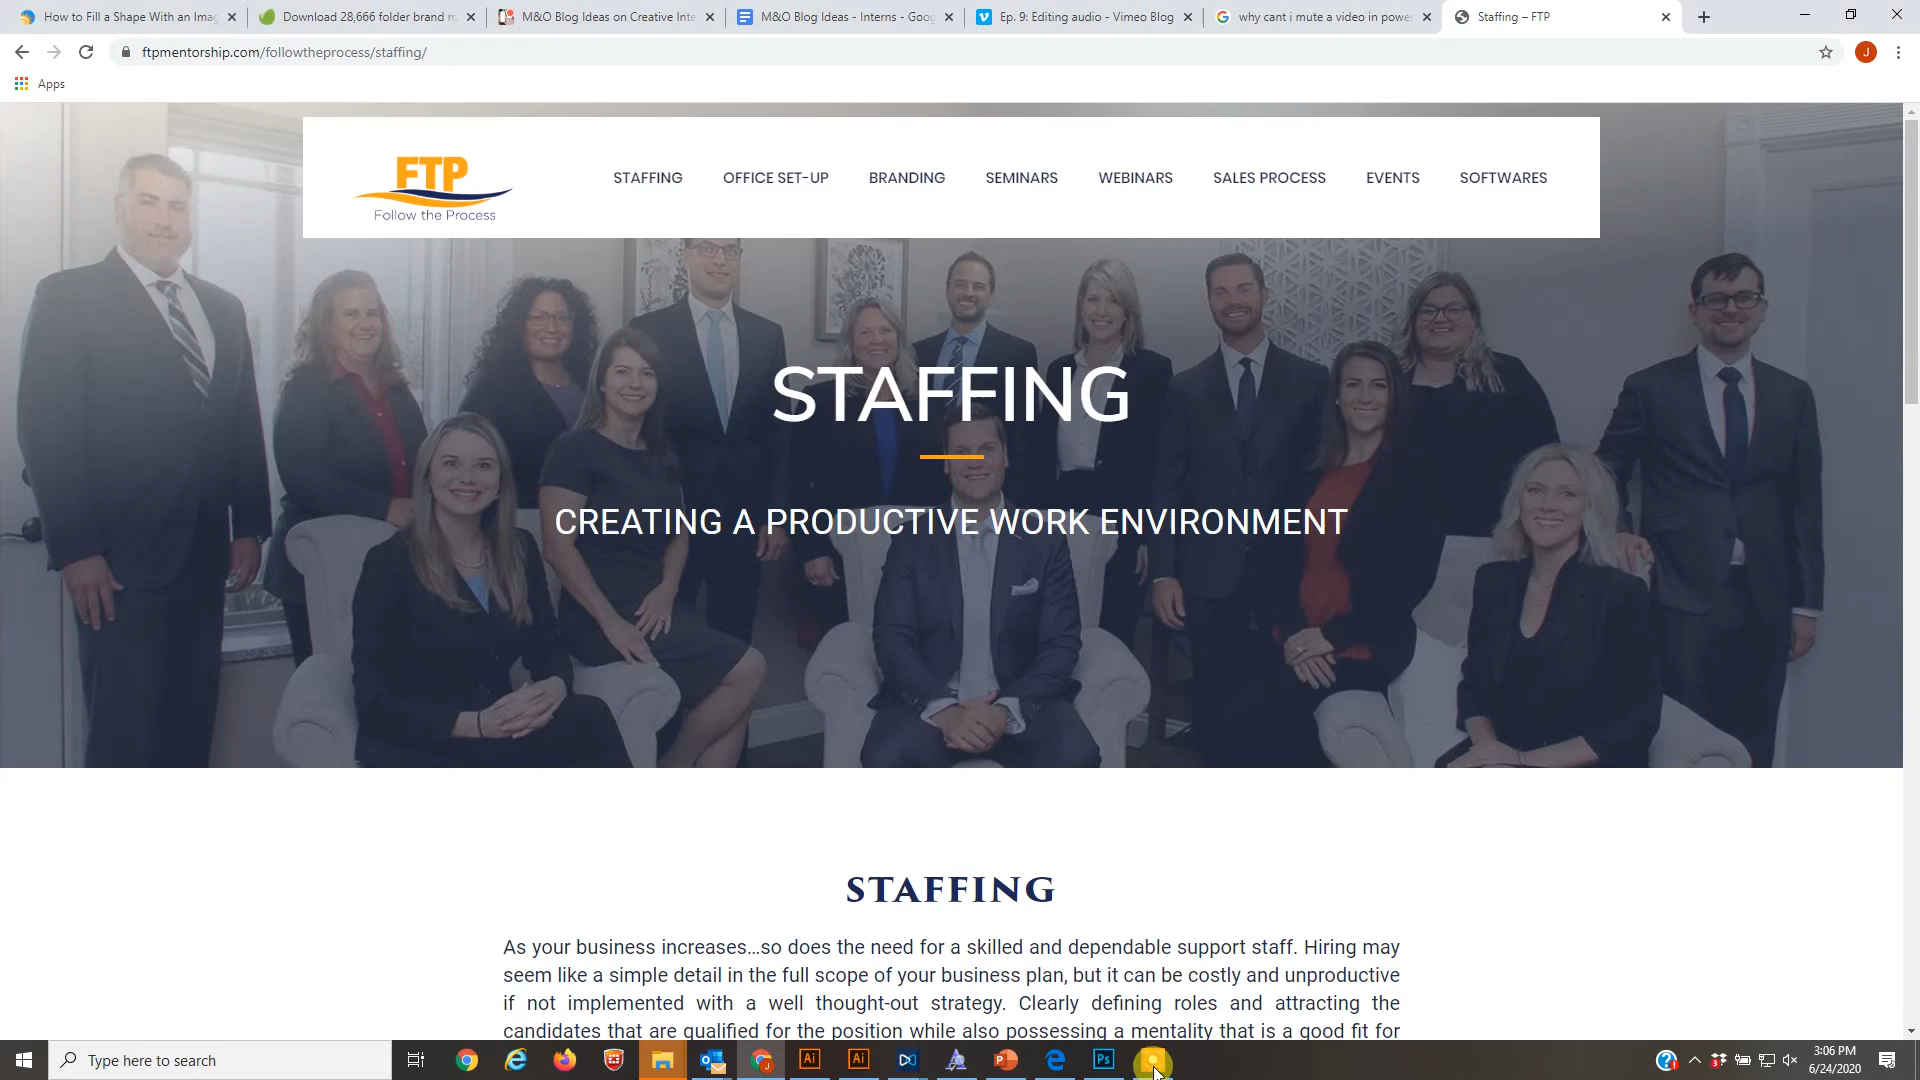 How to Fill a Shape With an Imag
Download 28,666 folder brand m
M&O Blog Ideas on Creative Inte
M&O Blog Ideas - Interns - Goog
Ep. 9: Editing audio - Vimeo Blog
why cant i mute a video in powe
Staffing – FTP
ftpmentorship.com/followtheprocess/staffing/
J
Apps
FTP
Follow the Process
STAFFING
OFFICE SET-UP
BRANDING
SEMINARS
WEBINARS
SALES PROCESS
EVENTS
SOFTWARES
STAFFING
CREATING A PRODUCTIVE WORK ENVIRONMENT
STAFFING
As your business increases...so does the need for a skilled and dependable support staff. Hiring may
seem like a simple detail in the full scope of your business plan, but it can be costly and unproductive
if not implemented with a well thought-out strategy. Clearly defining roles and attracting the
candidates that are qualified for the position while also possessing a mentality that is a good fit for
Type here to search
Ai
Ai
Ps
3:06 PM
6/24/2020